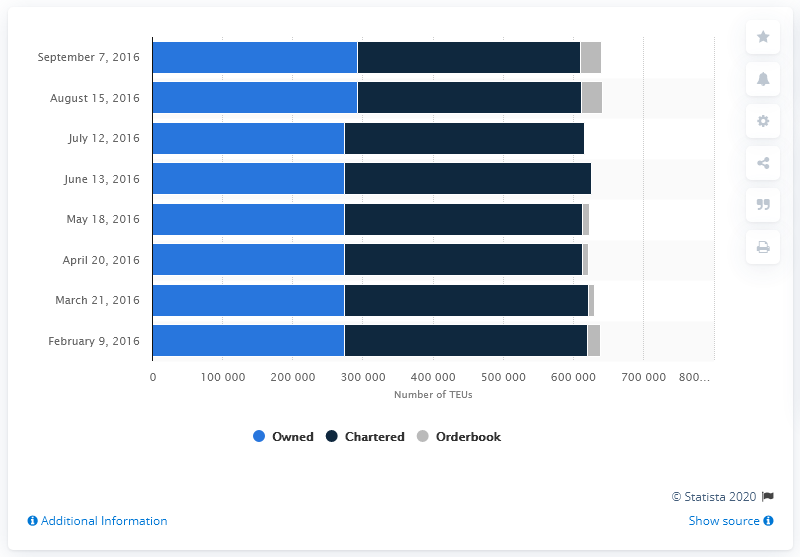 September 7, 2016
August 15, 2016
July 12, 2016
June 13, 2016
May 18, 2016
April 20, 2016
March 21, 2016
February 9, 2016
0 100 000 200 000 300 000 400 000 500 000 600 000 700 000 800...
Number of TEUs
Owned Chartered Orderbook
© Statista 2020
Additional Information Show source